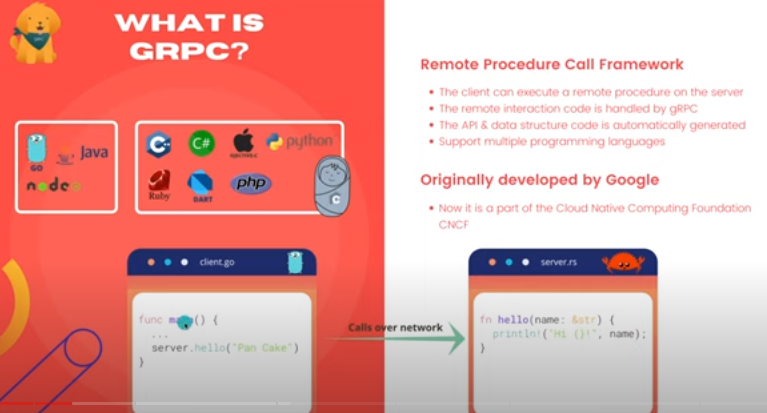 WHAT IS
GRPC?
GO
Java
node
C++
C#
Objective-C
python
Ruby
DART
php
C
Remote Procedure Call Framework
The client can execute a remote procedure on the server
The remote interaction code is handled by gRPC
The API & data structure code is automatically generated
Support multiple programming languages
Originally developed by Google
Now it is a part of the Cloud Native Computing Foundation
CNCF
client.go
func main() {
...
server.hello("Pan Cake")
}
Calls over network
server.rs
fn hello(name: &str) {
println!("Hi {}!", name);
}